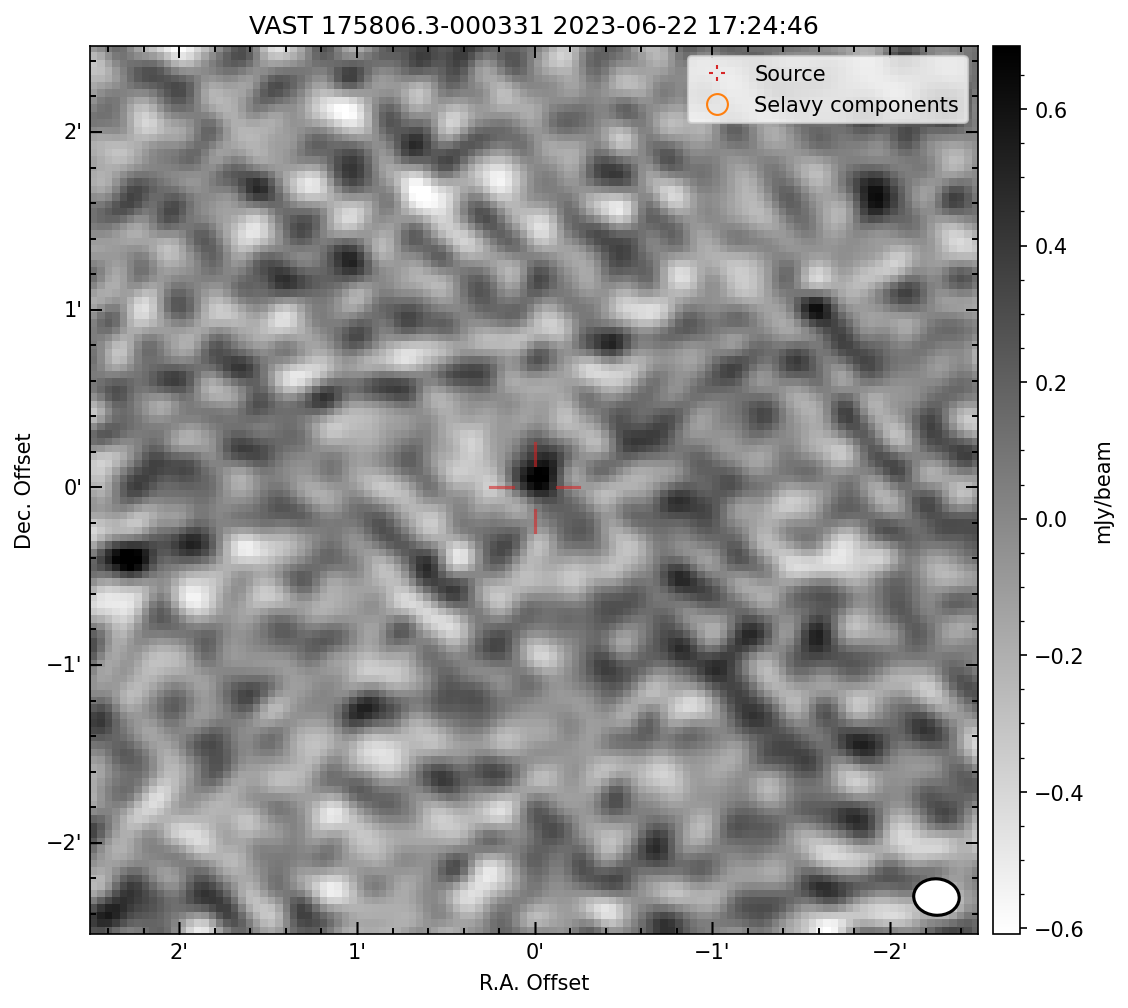 VAST 175806.3-000331 2023-06-22 17:24:46
Source
Selavy components
2'
1'
0'
−1'
−2'
Dec. Offset
2'
1'
0'
−1'
−2'
R.A. Offset
0.6
0.4
0.2
0.0
−0.2
−0.4
−0.6
mJy/beam